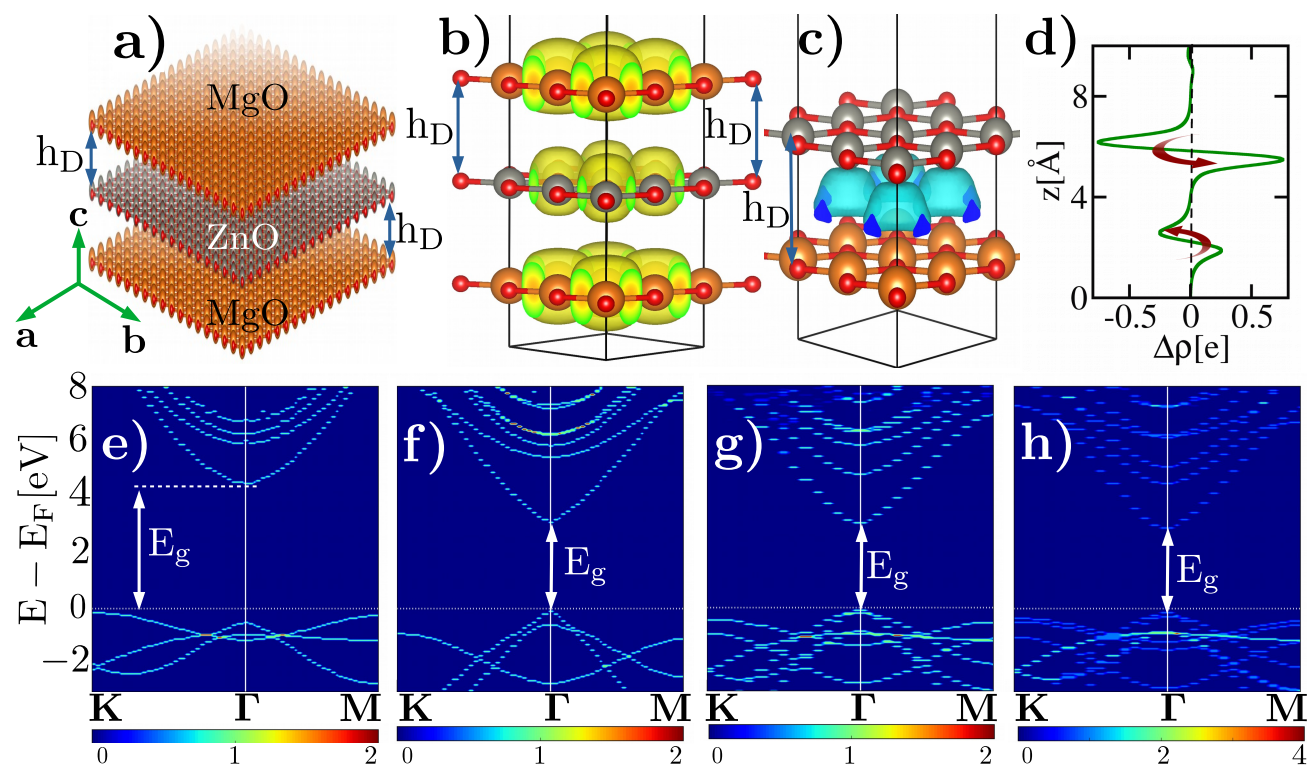 a)
MgO
h_D
ZnO
h_D
MgO
c
a
b
b)
h_D
h_D
c)
h_D
d)
z[Å]
8
4
0
-0.5 0 0.5
Δρ[e]
E − E_F [eV]
8
6
4
2
0
−2
e)
E_g
K Γ M
0 1 2
f)
E_g
K Γ M
0 1 2
g)
E_g
K Γ M
0 1 2
h)
E_g
K Γ M
0 2 4